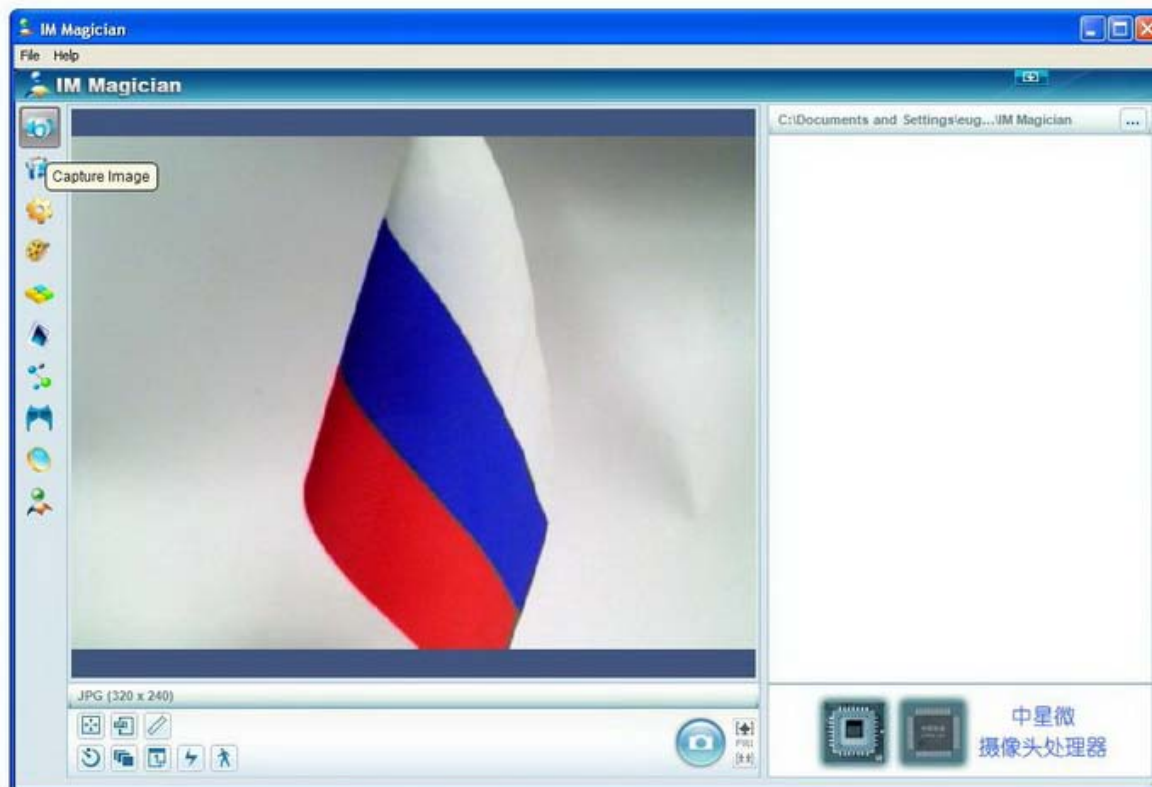 IM Magician
File Help
IM Magician
C:\Documents and Settings\eug...\IM Magician ...
Capture Image
JPG (320 x 240)
FULL
中星微
摄像头处理器